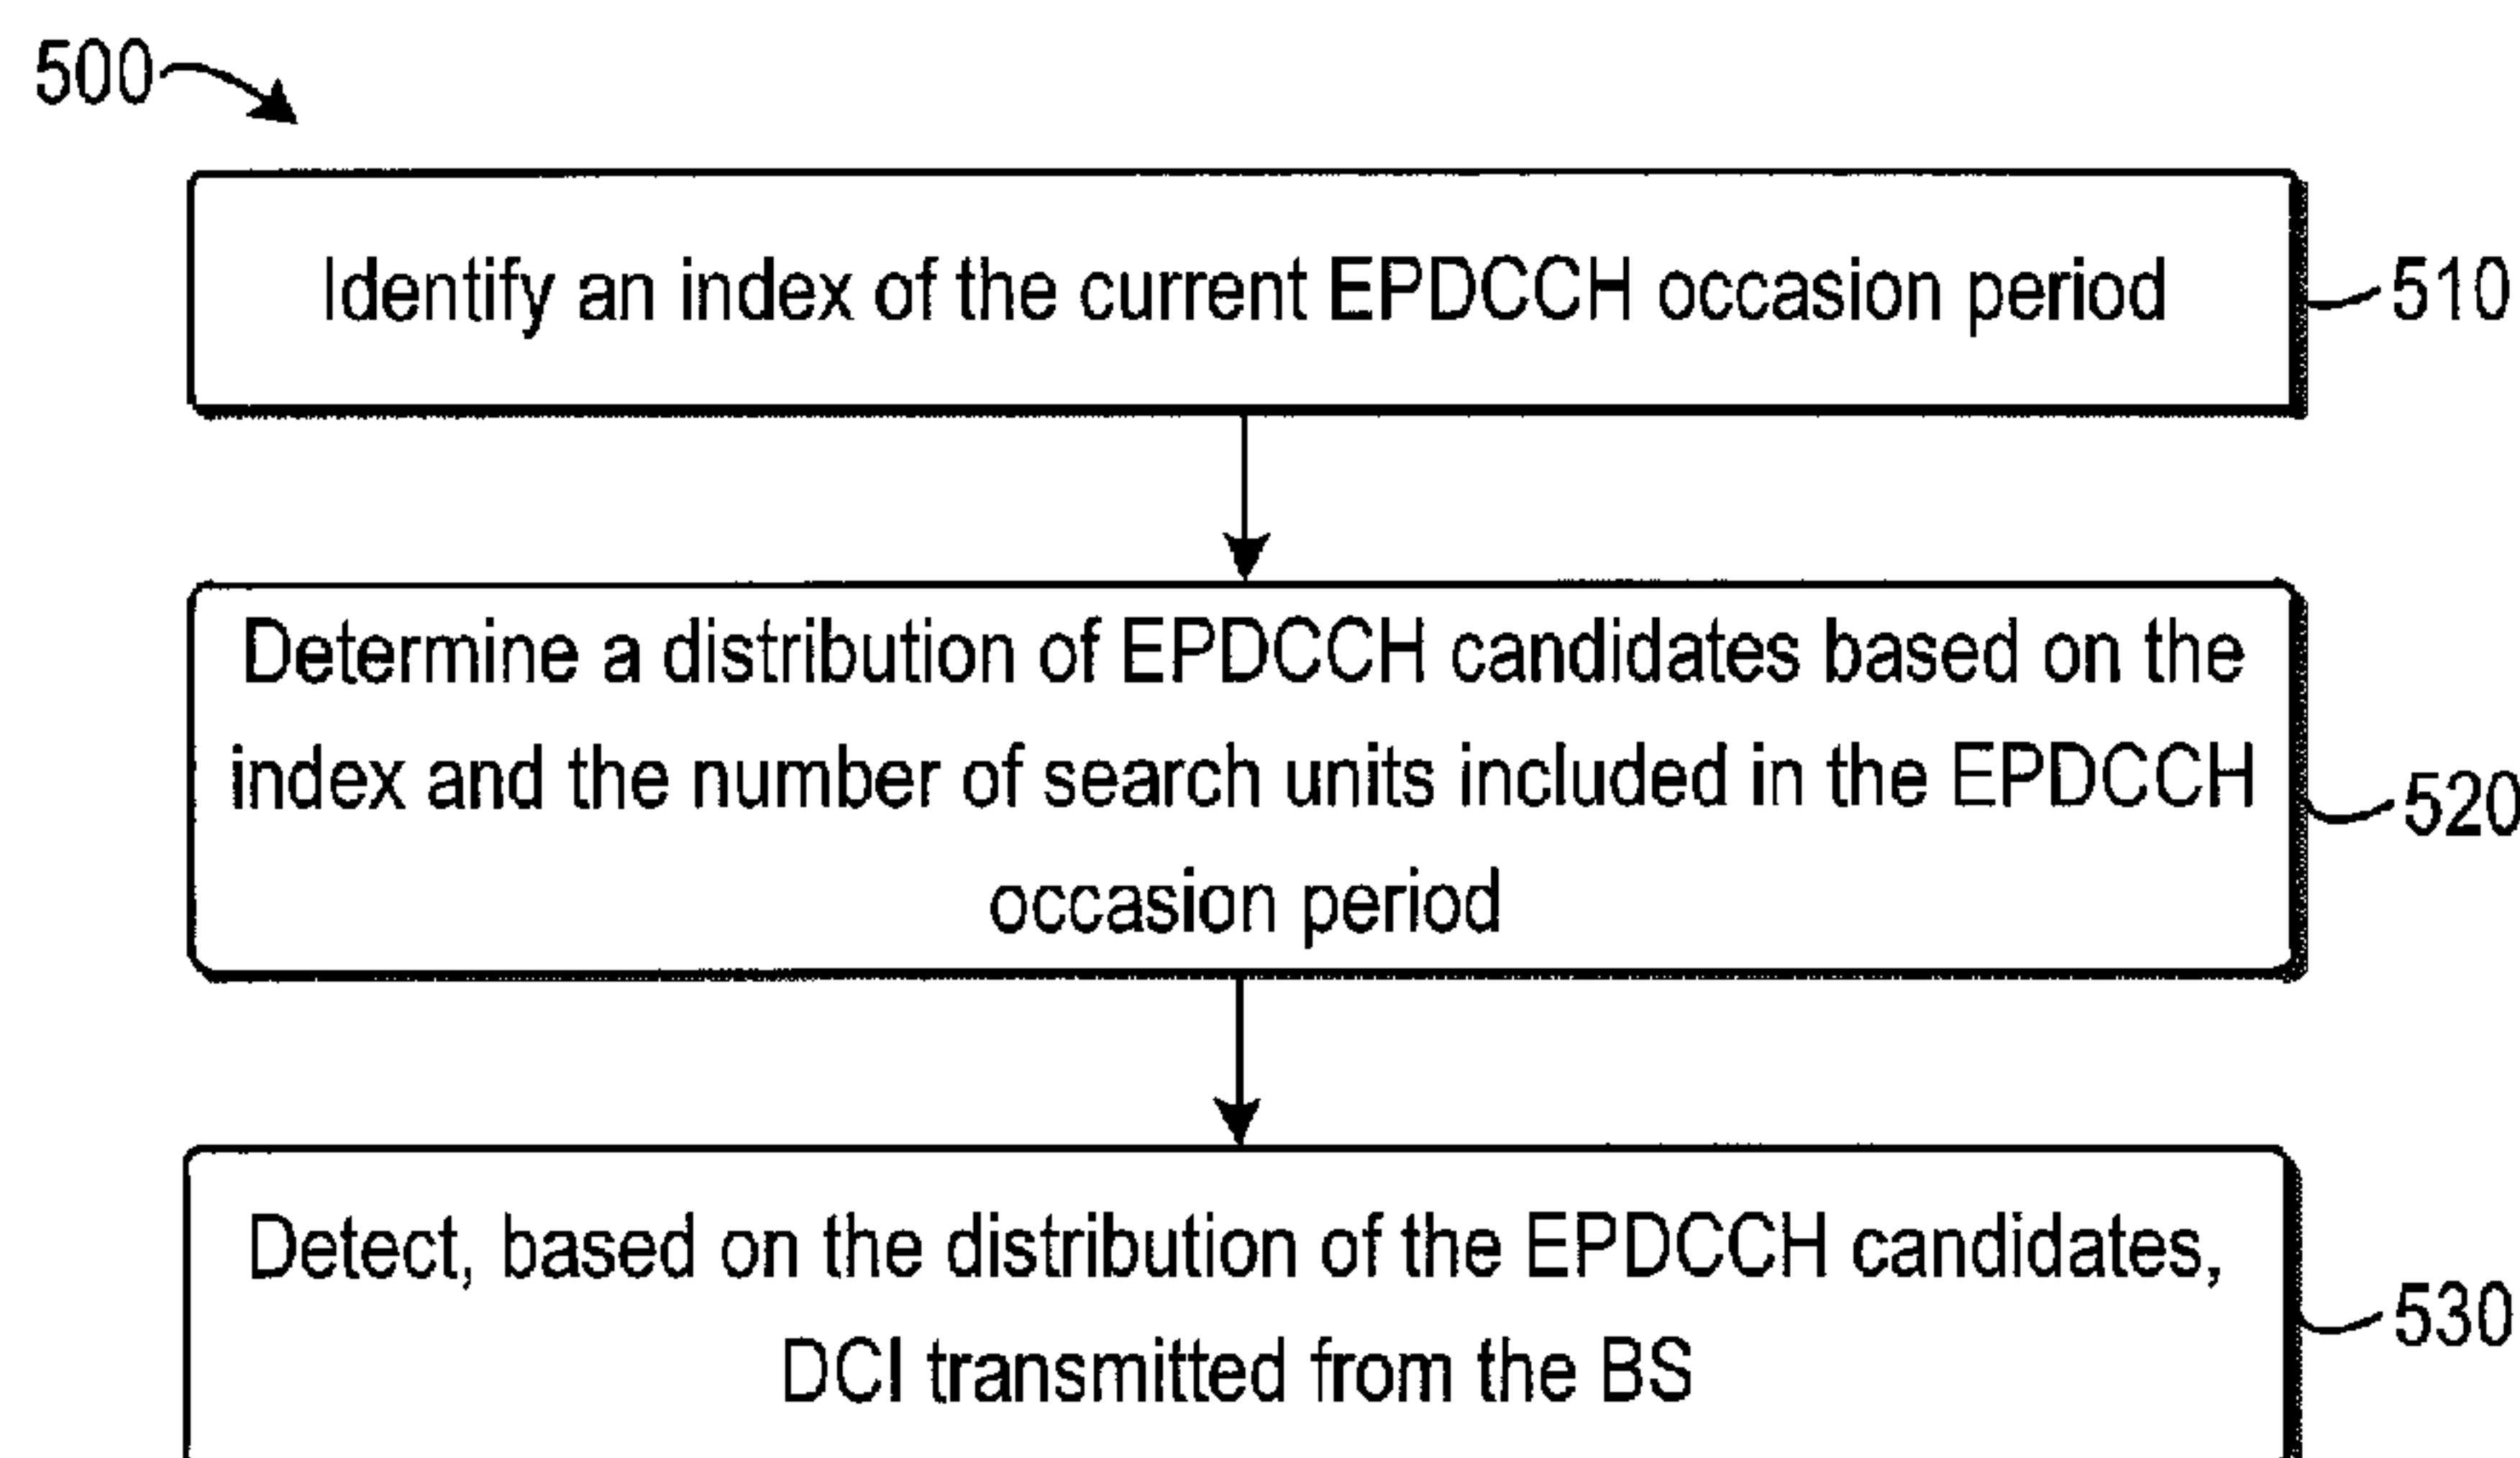 500
Identify an index of the current EPDCCH occasion period
510
Determine a distribution of EPDCCH candidates based on the
index and the number of search units included in the EPDCCH
occasion period
520
Detect, based on the distribution of the EPDCCH candidates,
DCI transmitted from the BS
530